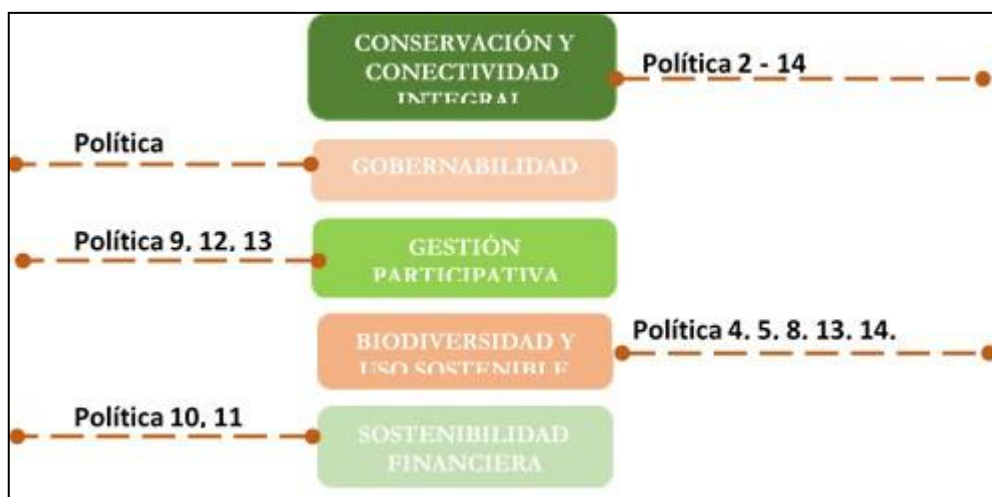 CONSERVACIÓN Y
CONECTIVIDAD
INTEGRAL
Política 2 - 14
Política
GOBERNABILIDAD
Política 9. 12. 13
GESTIÓN
PARTICIPATIVA
Política 4. 5. 8. 13. 14.
BIODIVERSIDAD Y
USO SOSTENIBLE
Política 10, 11
SOSTENIBILIDAD
FINANCIERA